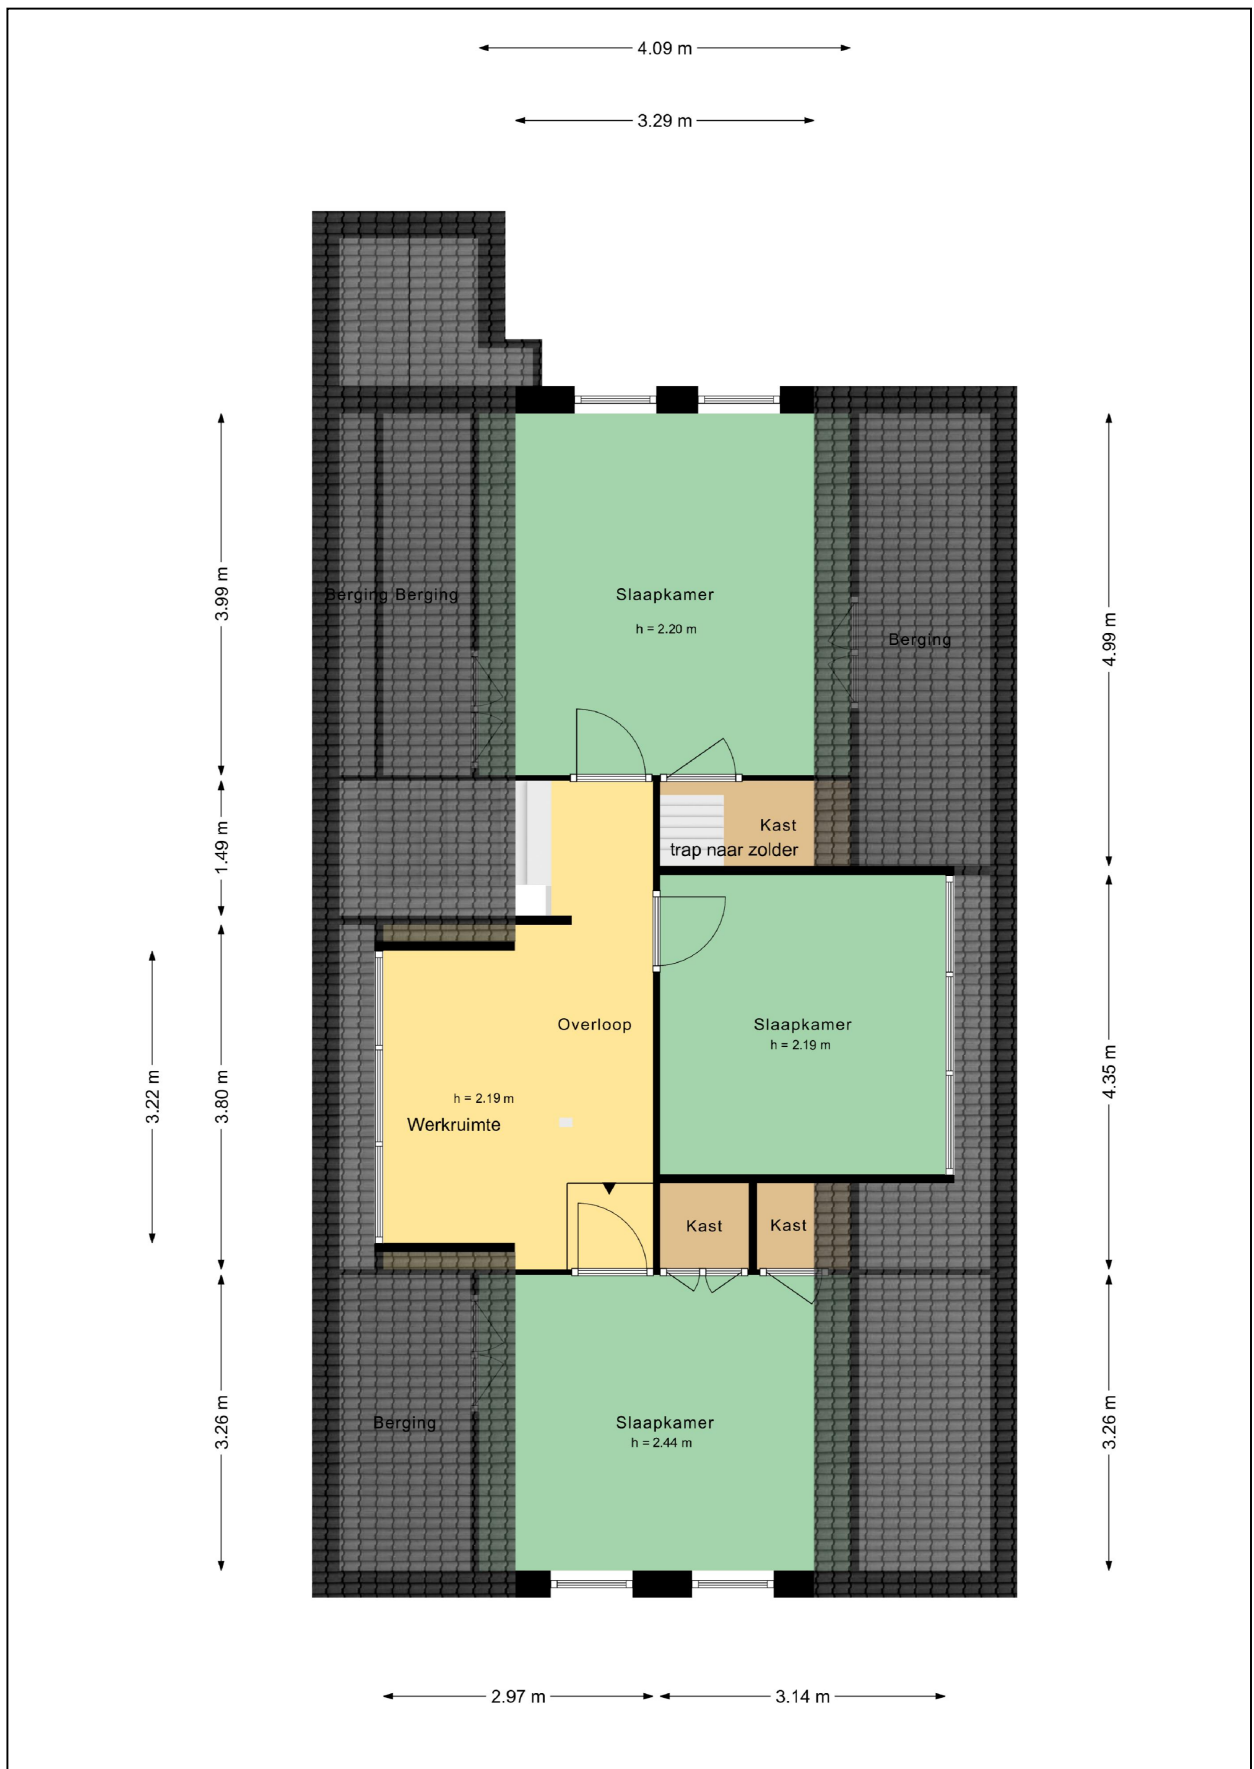 4.09 m
3.29 m
3.99 m
Berging Berging
Slaapkamer
h = 2.20 m
Berging
4.99 m
1.49 m
Kast
trap naar zolder
3.22 m
3.80 m
Overloop
h = 2.19 m
Werkruimte
Slaapkamer
h = 2.19 m
4.35 m
Kast
Kast
3.26 m
Berging
Slaapkamer
h = 2.44 m
3.26 m
2.97 m
3.14 m